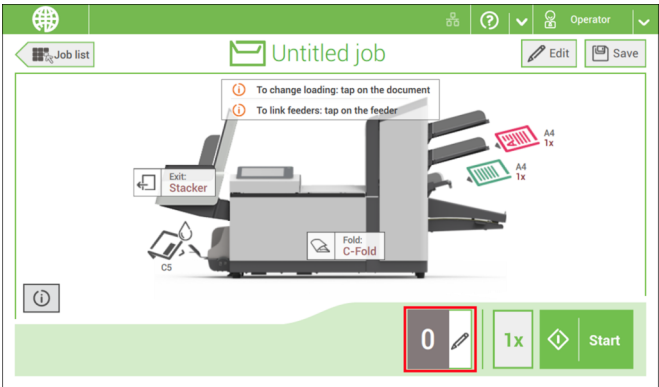 Operator
Job list
Untitled job
Edit
Save
To change loading: tap on the document
To link feeders: tap on the feeder
A4
1x
A4
1x
Exit:
Stacker
Fold:
C-Fold
C5
0
1x
Start